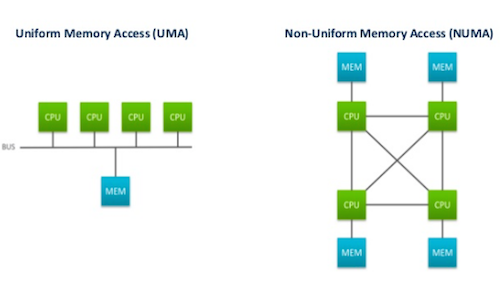 Uniform Memory Access (UMA)
CPU CPU CPU CPU
BUS
MEM
Non-Uniform Memory Access (NUMA)
MEM MEM
CPU CPU
CPU CPU
MEM MEM